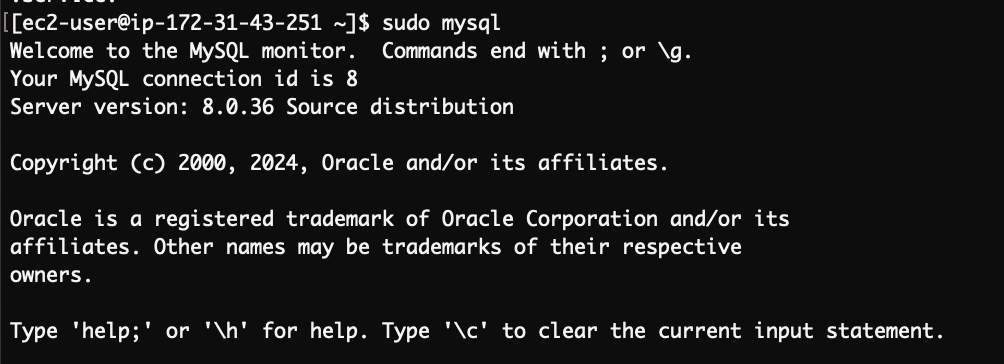 [[ec2-user@ip-172-31-43-251 ~]$ sudo mysql
Welcome to the MySQL monitor.  Commands end with ; or \g.
Your MySQL connection id is 8
Server version: 8.0.36 Source distribution

Copyright (c) 2000, 2024, Oracle and/or its affiliates.

Oracle is a registered trademark of Oracle Corporation and/or its
affiliates. Other names may be trademarks of their respective
owners.

Type 'help;' or '\h' for help. Type '\c' to clear the current input statement.